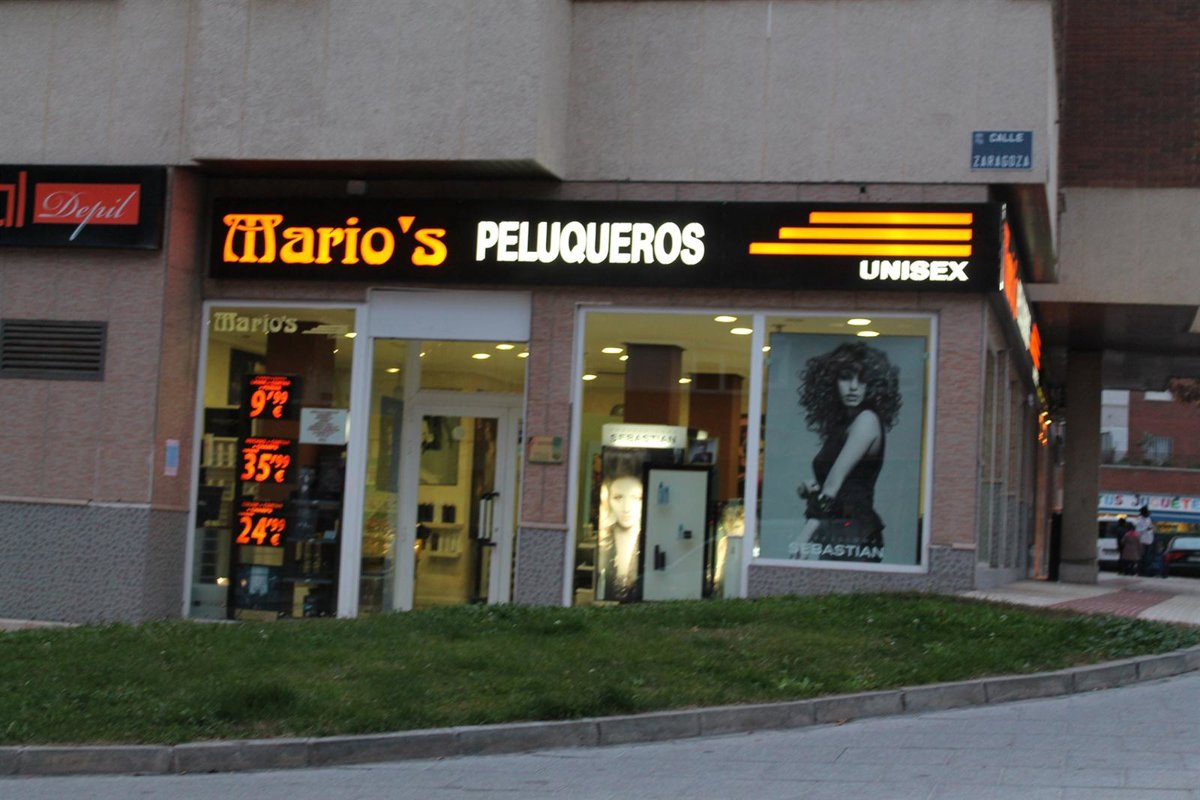 CALLE
ZARAGOZA
Depil
Mario's PELUQUEROS
UNISEX
Mario's
9'99
€
35'99
€
24'99
€
SEBASTIAN
SEBASTIAN